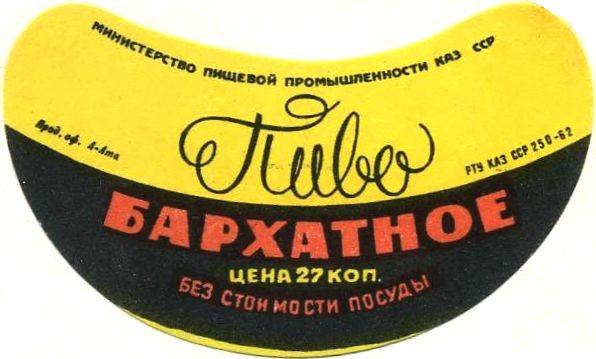 МИНИСТЕРСТВО ПИЩЕВОЙ ПРОМЫШЛЕННОСТИ КАЗ ССР
Пиво
Прод. оф. А-Ата
РТУ КАЗ ССР 250-62
БАРХАТНОЕ
ЦЕНА 27 КОП.
БЕЗ СТОИМОСТИ ПОСУДЫ